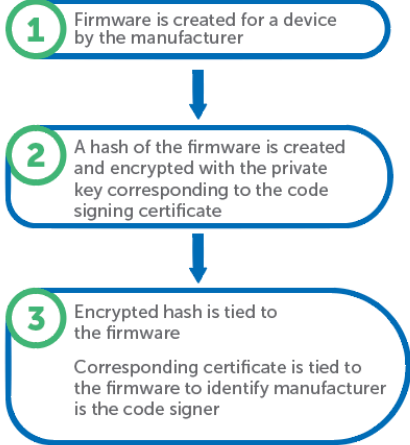 1
Firmware is created for a device
by the manufacturer
2
A hash of the firmware is created
and encrypted with the private
key corresponding to the code
signing certificate
3
Encrypted hash is tied to
the firmware
Corresponding certificate is tied to
the firmware to identify manufacturer
is the code signer